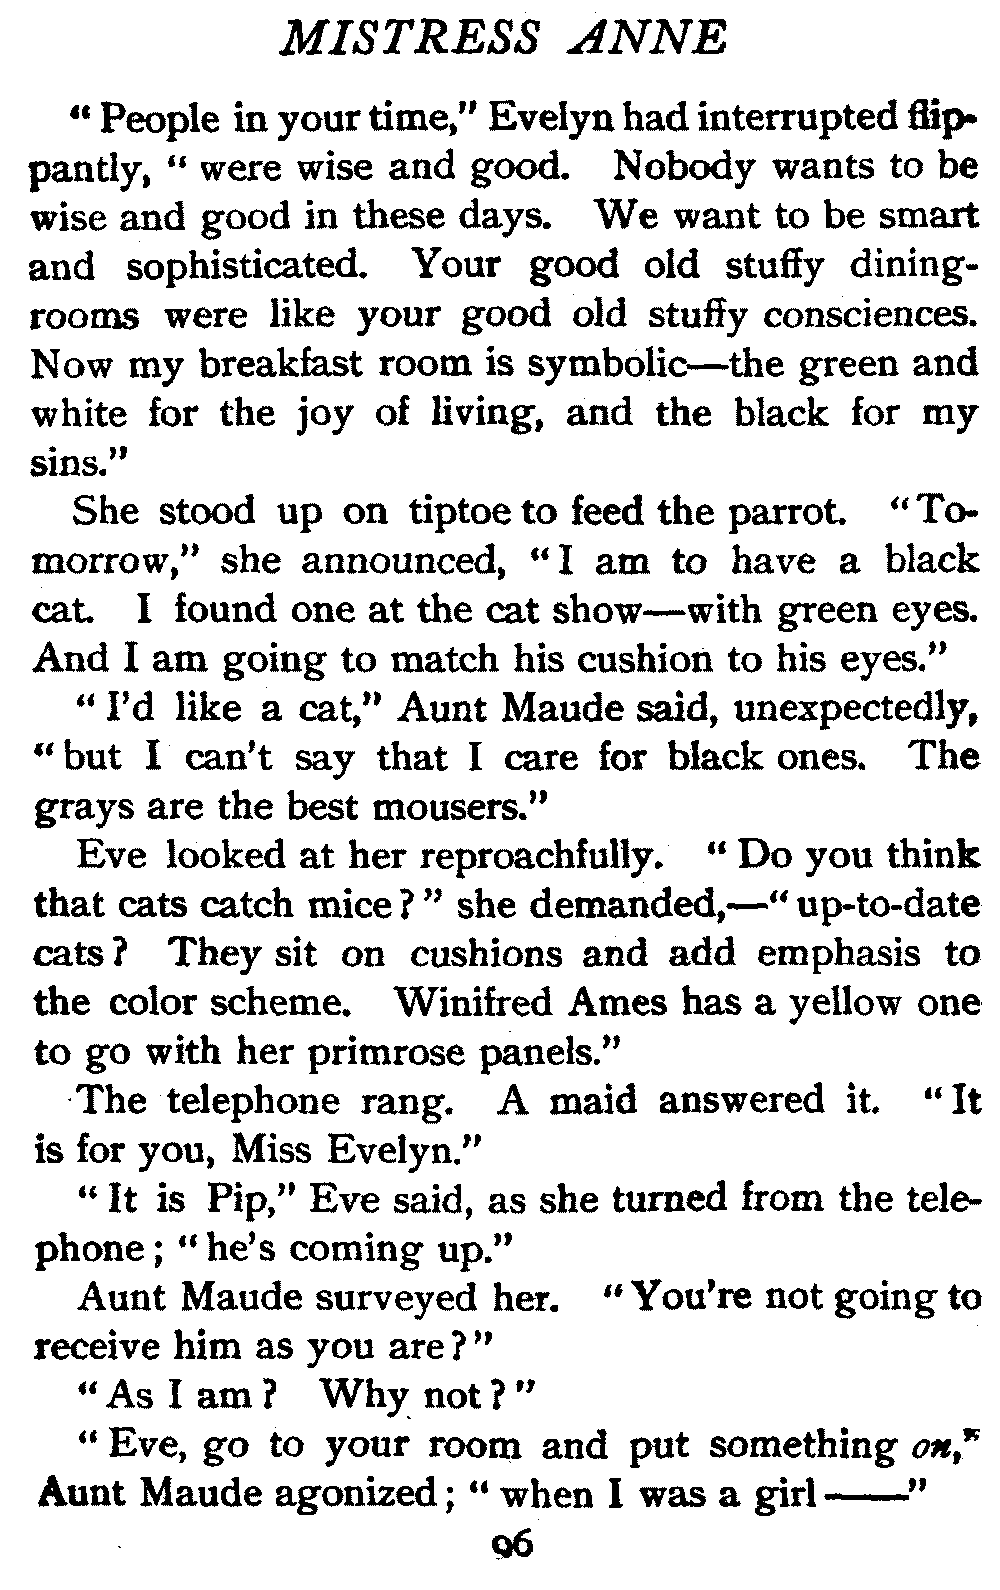 MISTRESS ANNE
“ People in your time,” Evelyn had interrupted flip-
pantly, “ were wise and good. Nobody wants to be
wise and good in these days. We want to be smart
and sophisticated. Your good old stuffy dining-
rooms were like your good old stuffy consciences.
Now my breakfast room is symbolic—the green and
white for the joy of living, and the black for my
sins.”
She stood up on tiptoe to feed the parrot. “To-
morrow,” she announced, “I am to have a black
cat. I found one at the cat show—with green eyes.
And I am going to match his cushion to his eyes.”
“ I’d like a cat,” Aunt Maude said, unexpectedly,
“but I can’t say that I care for black ones. The
grays are the best mousers.”
Eve looked at her reproachfully. “ Do you think
that cats catch mice?” she demanded,—“ up-to-date
cats? They sit on cushions and add emphasis to
the color scheme. Winifred Ames has a yellow one
to go with her primrose panels.”
The telephone rang. A maid answered it. “ It
is for you, Miss Evelyn.”
“ It is Pip,” Eve said, as she turned from the tele-
phone; “he’s coming up.”
Aunt Maude surveyed her. “You’re not going to
receive him as you are?”
“As I am? Why not?”
“ Eve, go to your room and put something on,”
Aunt Maude agonized; “ when I was a girl——”
96